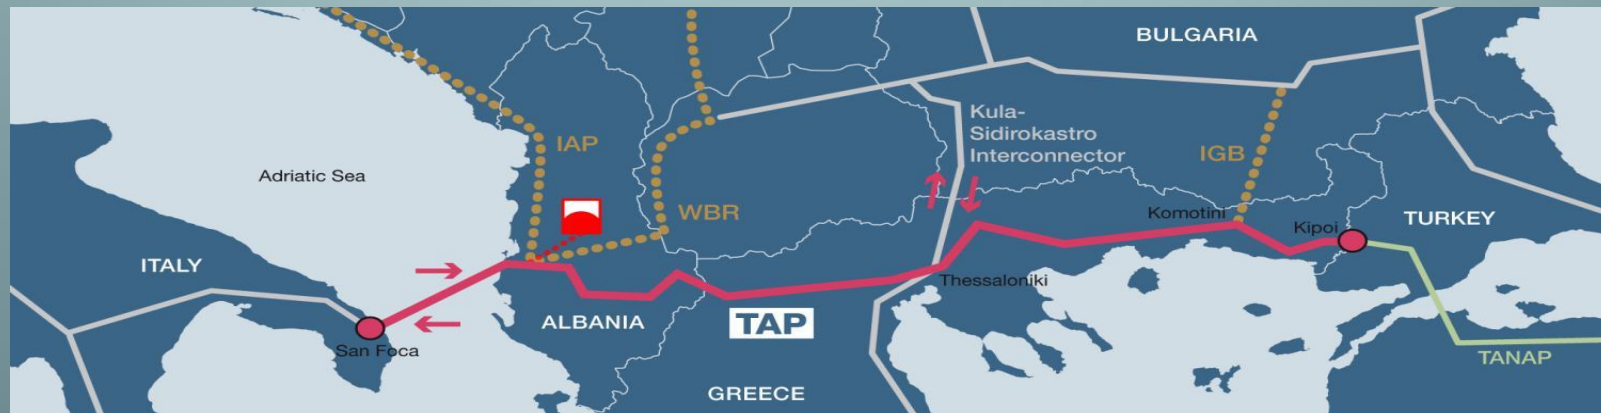 BULGARIA
Kula-
Sidirokastro
Interconnector
IAP
IGB
Adriatic Sea
WBR
Komotini
Kipoi
TURKEY
ITALY
Thessaloniki
ALBANIA
TAP
San Foca
TANAP
GREECE